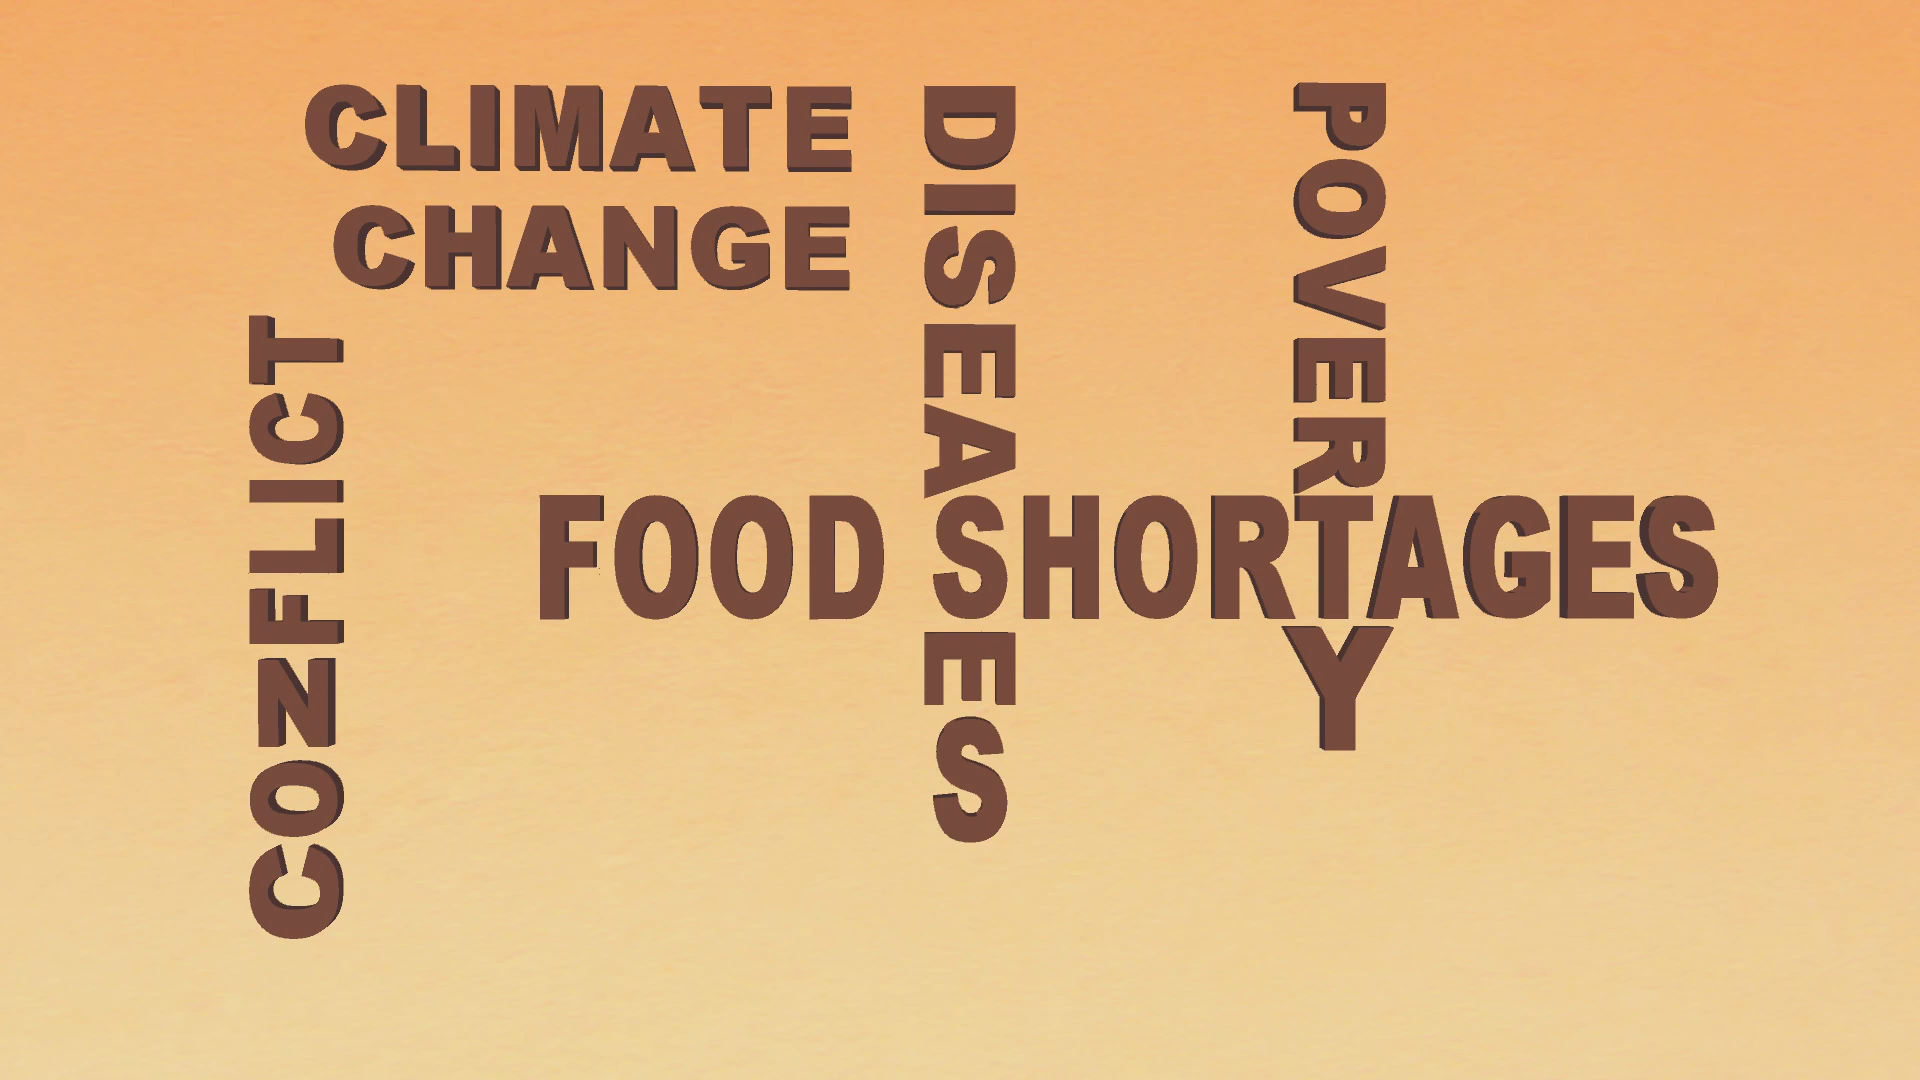 CLIMATE
CHANGE
DISEASES
POVERTY
CONFLICT
FOOD SHORTAGES